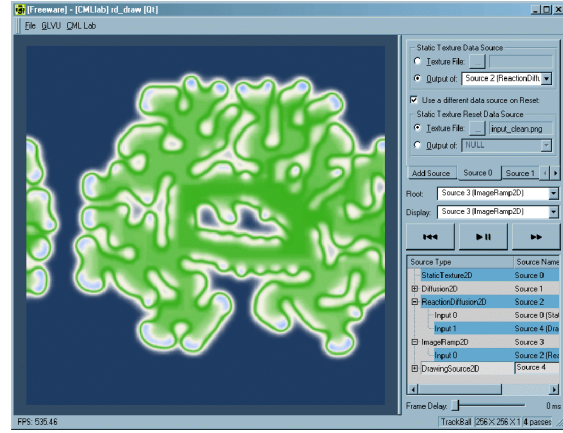 [Freeware] - [CMLlab] rd_draw [Qt]
File GLVU CML Lab
Static Texture Data Source
Texture File: ...
Output of: Source 2 (ReactionDiffu
Use a different data source on Reset:
Static Texture Reset Data Source
Texture File: ... input_clean.png
Output of: NULL
Add Source Source 0 Source 1
Root: Source 3 (ImageRamp2D)
Display: Source 3 (ImageRamp2D)
Source Type Source Name
StaticTexture2D Source 0
Diffusion2D Source 1
ReactionDiffusion2D Source 2
Input 0 Source 0 (Stat
Input 1 Source 4 (Dra
ImageRamp2D Source 3
Input 0 Source 2 (Rea
DrawingSource2D Source 4
Frame Delay: 0 ms
FPS: 535.46 TrackBall 256 X 256 X 1 4 passes